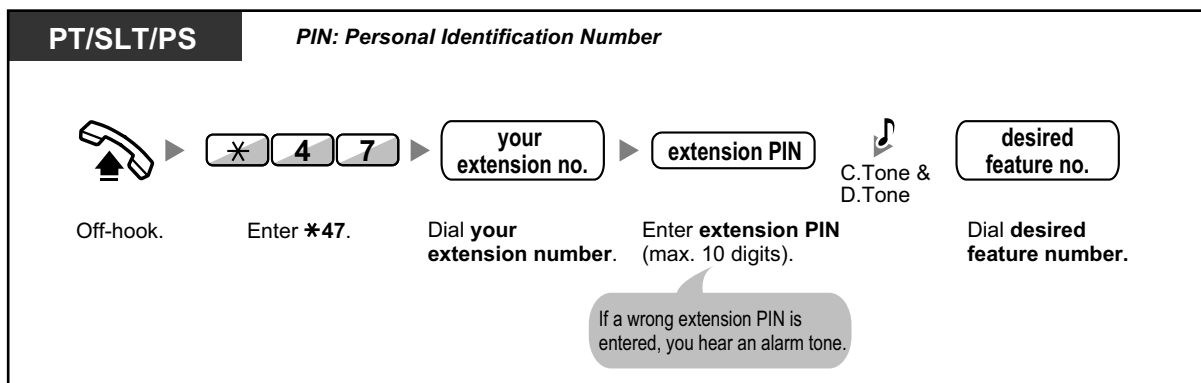 PT/SLT/PS
PIN: Personal Identification Number
* 4 7
your
extension no.
extension PIN
C.Tone &
D.Tone
desired
feature no.
Off-hook.
Enter *47.
Dial your
extension number.
Enter extension PIN
(max. 10 digits).
Dial desired
feature number.
If a wrong extension PIN is
entered, you hear an alarm tone.